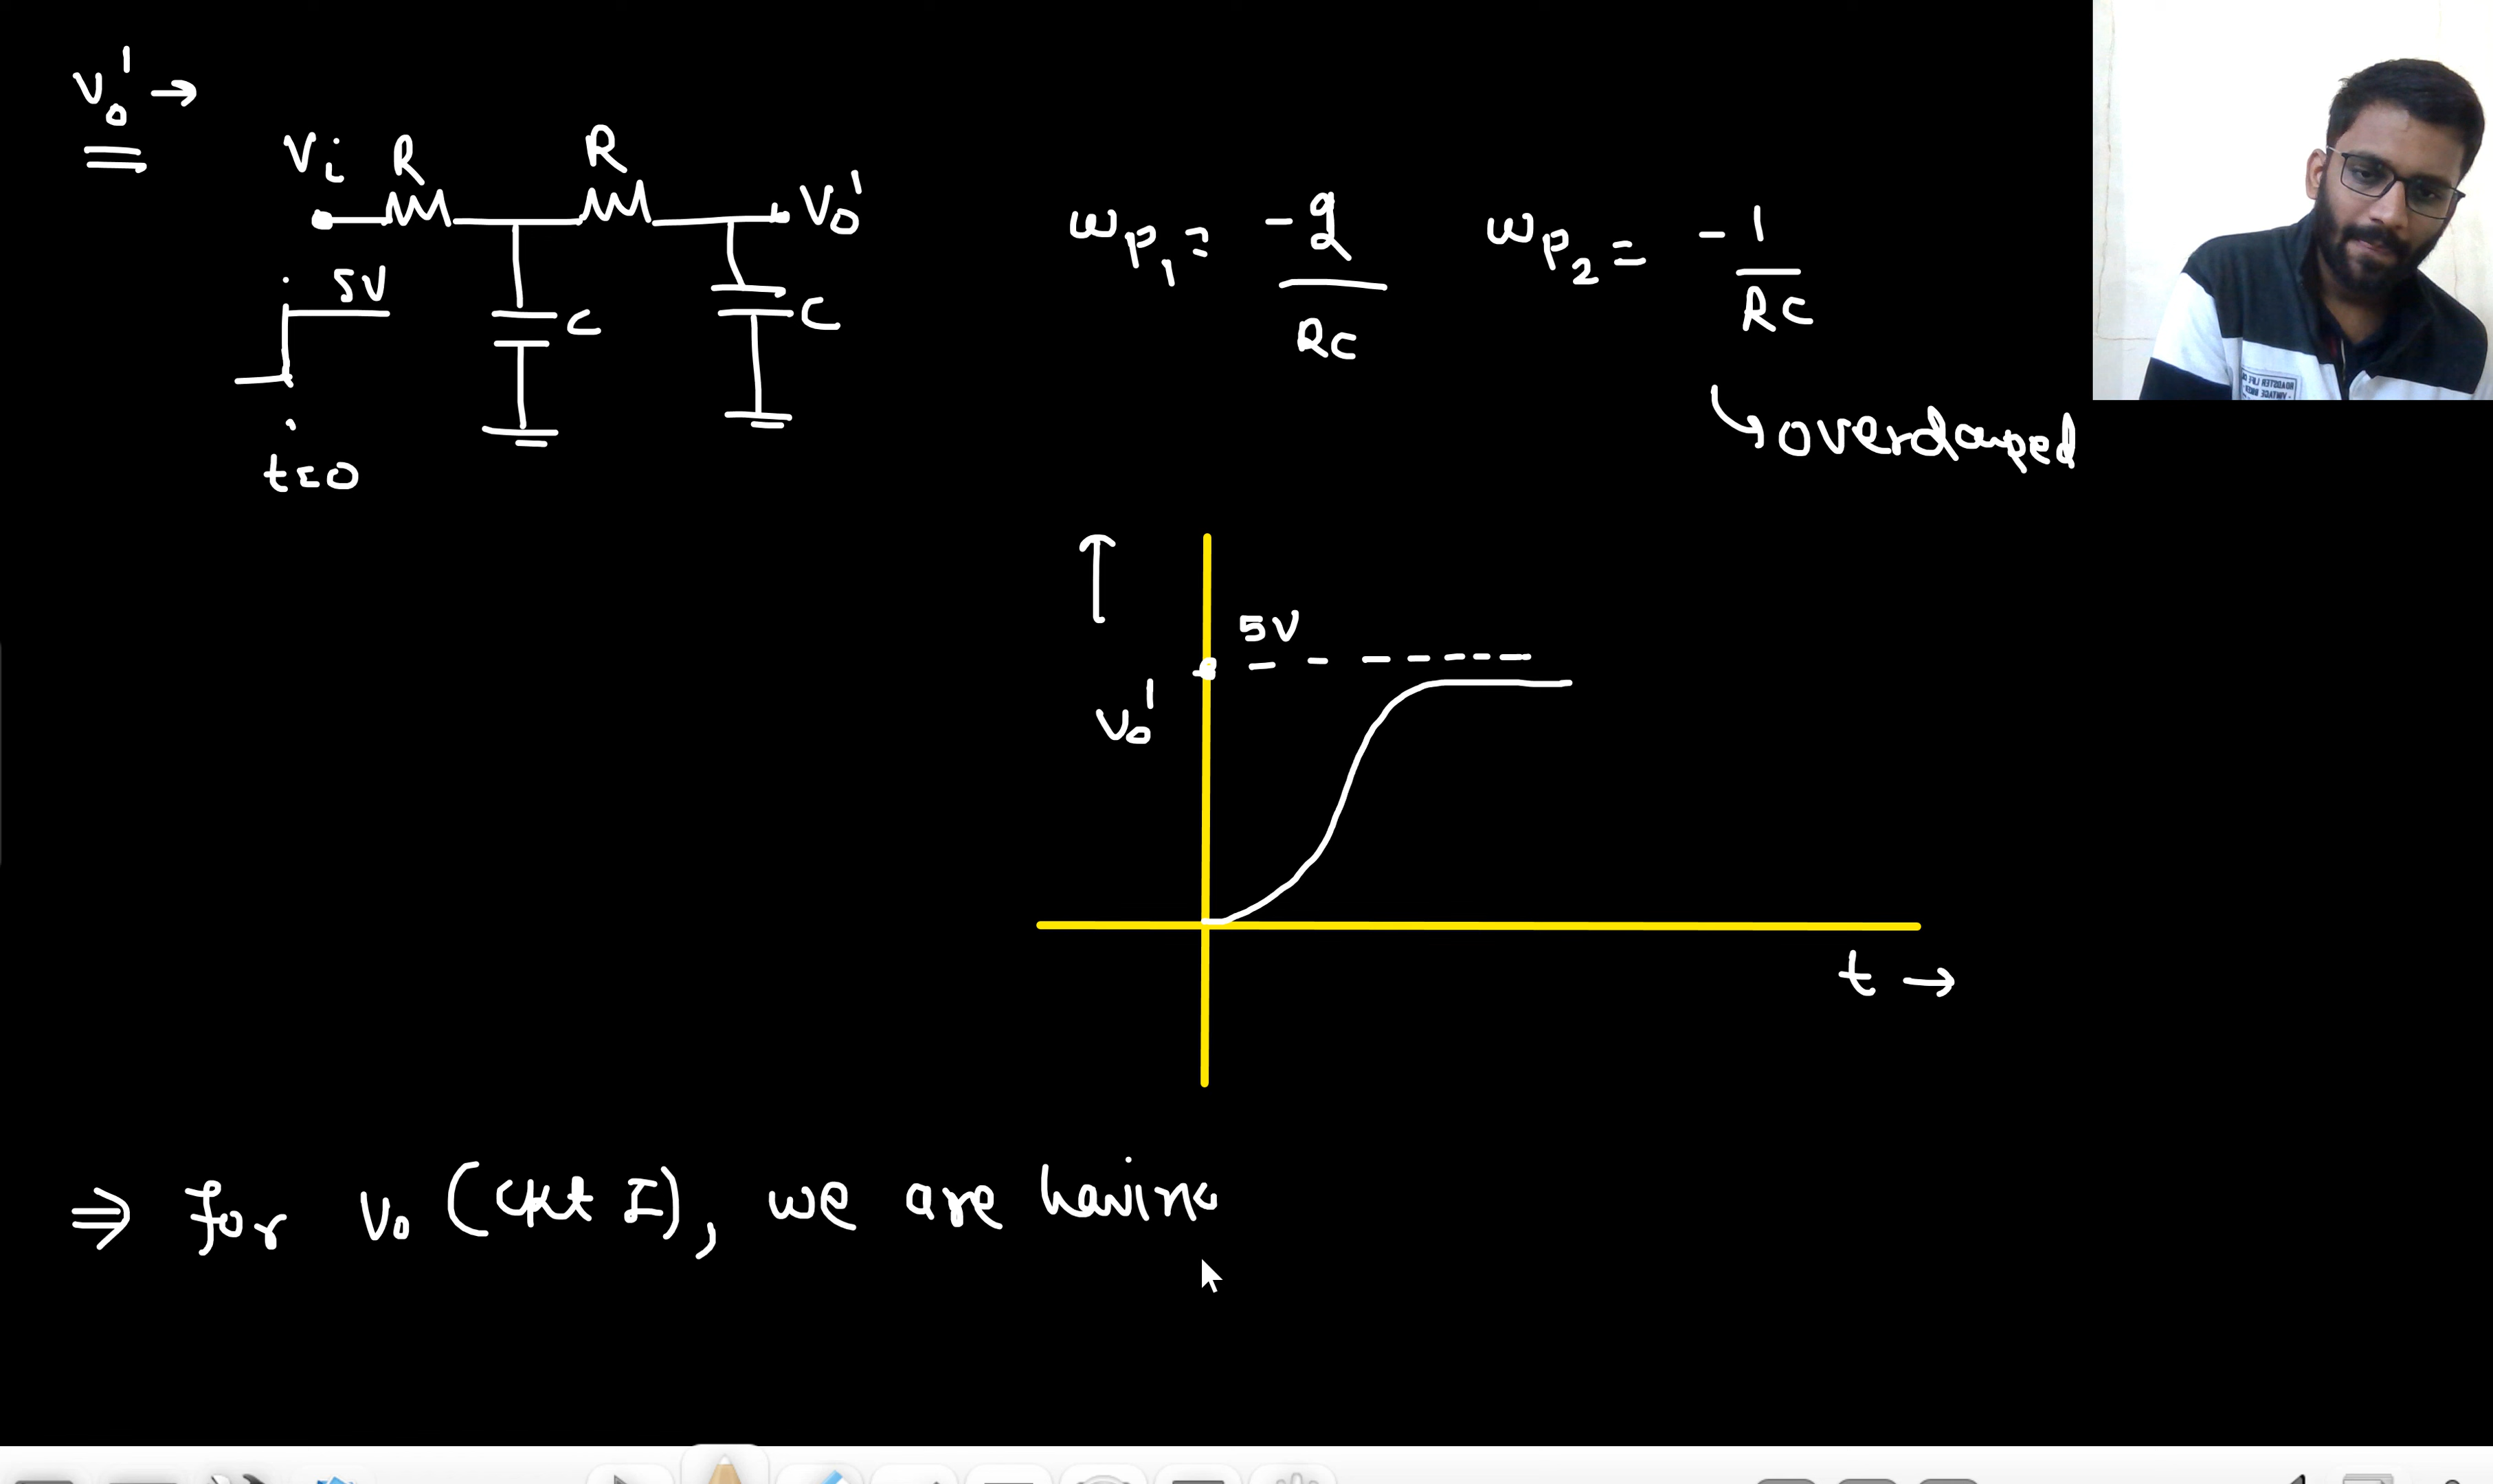 v₀' →
Vi R R V₀'
5V C C
t=0
ωp₁ = -2/RC ωp₂ = -1/RC
↳ overdamped
↑ 5V
v₀'
t →
⇒ for V₀ (ckt I), we are having